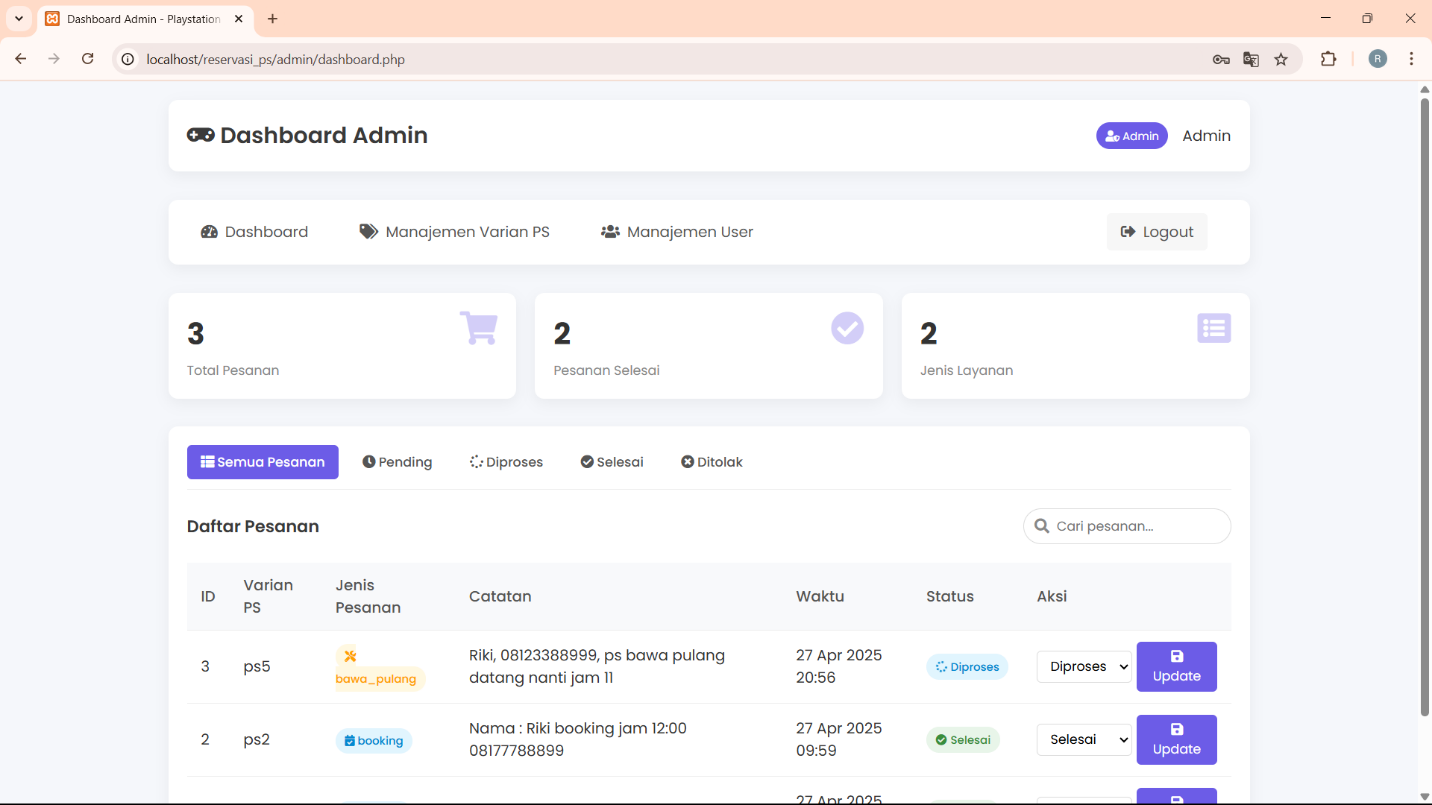 Dashboard Admin - Playstation
localhost/reservasi_ps/admin/dashboard.php
R
Dashboard Admin
Admin
Admin
Dashboard
Manajemen Varian PS
Manajemen User
Logout
3
Total Pesanan
2
Pesanan Selesai
2
Jenis Layanan
Semua Pesanan
Pending
Diproses
Selesai
Ditolak
Daftar Pesanan
Cari pesanan...
ID
Varian
PS
Jenis
Pesanan
Catatan
Waktu
Status
Aksi
3
ps5
bawa_pulang
Riki, 08123388999, ps bawa pulang
datang nanti jam 11
27 Apr 2025
20:56
Diproses
Diproses
Update
2
ps2
booking
Nama : Riki booking jam 12:00
08177788899
27 Apr 2025
09:59
Selesai
Selesai
Update
27 Apr 2025